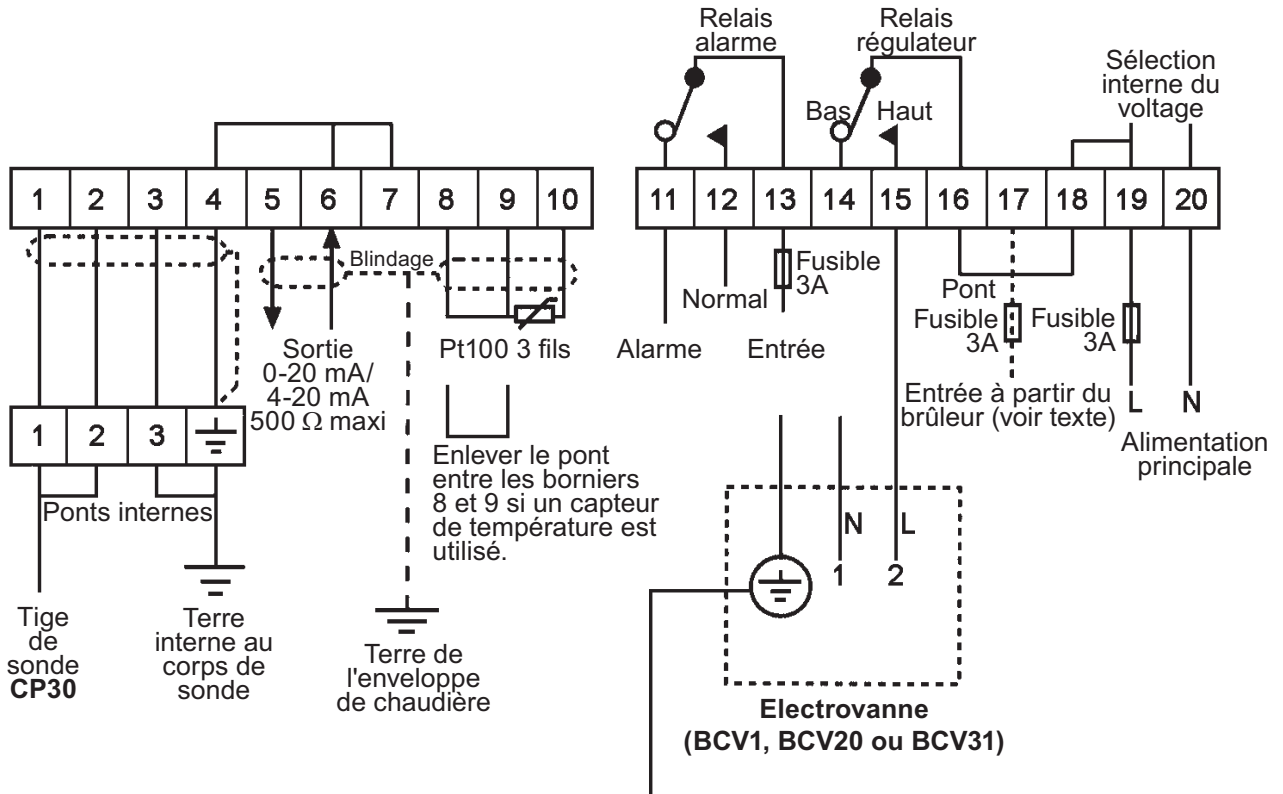 Relais
alarme
Relais
régulateur
Sélection
interne du
voltage
Bas
Haut
1 2 3 4 5 6 7 8 9 10
11 12 13 14 15 16 17 18 19 20
Blindage
Sortie
0-20 mA/
4-20 mA
500 Ω maxi
Pt100 3 fils
Alarme
Normal
Fusible
3A
Entrée
Pont
Fusible
3A
Fusible
3A
Entrée à partir du
brûleur (voir texte)
L N
Alimentation
principale
1 2 3
Ponts internes
Enlever le pont
entre les borniers
8 et 9 si un capteur
de température est
utilisé.
Tige
de
sonde
CP30
Terre
interne au
corps de
sonde
Terre de
l'enveloppe
de chaudière
N L
1 2
Electrovanne
(BCV1, BCV20 ou BCV31)